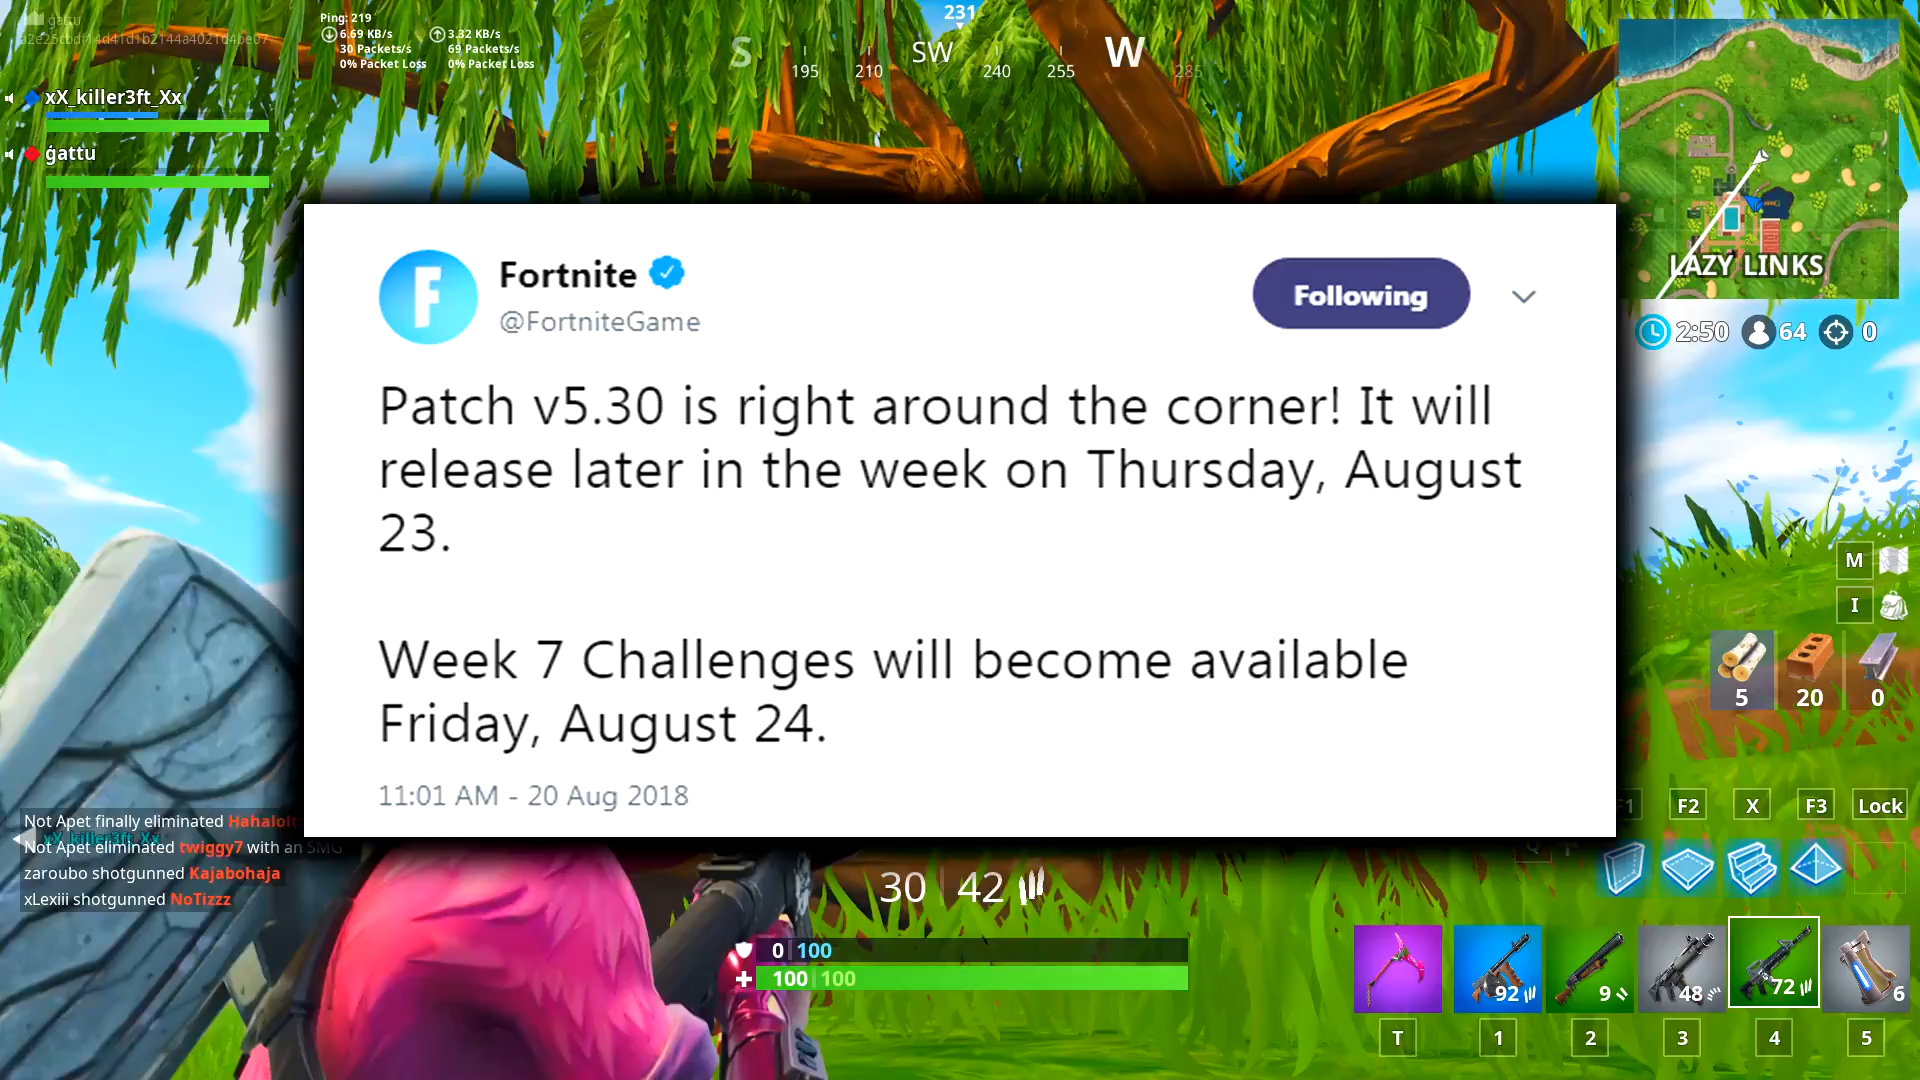 gattu
Ping: 219
6.69 KB/s 3.32 KB/s
30 Packets/s 69 Packets/s
0% Packet Loss 0% Packet Loss
231
S 195 210 SW 240 255 W 285
xX_killer3ft_Xx
ġattu
LAZY LINKS
2:50 64 0
Fortnite
@FortniteGame
Following
Patch v5.30 is right around the corner! It will
release later in the week on Thursday, August
23.
Week 7 Challenges will become available
Friday, August 24.
11:01 AM - 20 Aug 2018
M
I
5 20 0
F2 X F3 Lock
Not Apet finally eliminated
xX_killer3ft_Xx
Not Apet eliminated twiggy7 with an SMG
zaroubo shotgunned Kajabohaja
xLexiii shotgunned NoTizzz
30 42
0 100
100 100
92 9 48 72 6
T 1 2 3 4 5